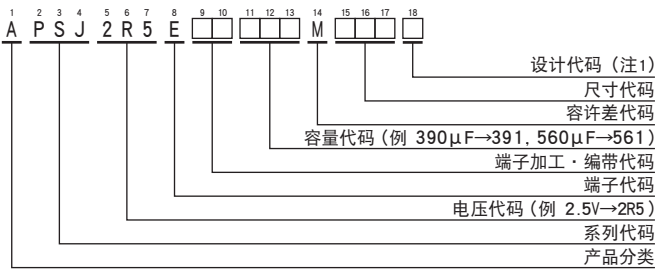 1 2 3 4 5 6 7 8 9 10 11 12 13 14 15 16 17 18
A PSJ 2R5 E □□ □□□ M □□□ □
设计代码（注1）
尺寸代码
容许差代码
容量代码（例 390μF→391, 560μF→561）
端子加工・编带代码
端子代码
电压代码（例 2.5V→2R5）
系列代码
产品分类